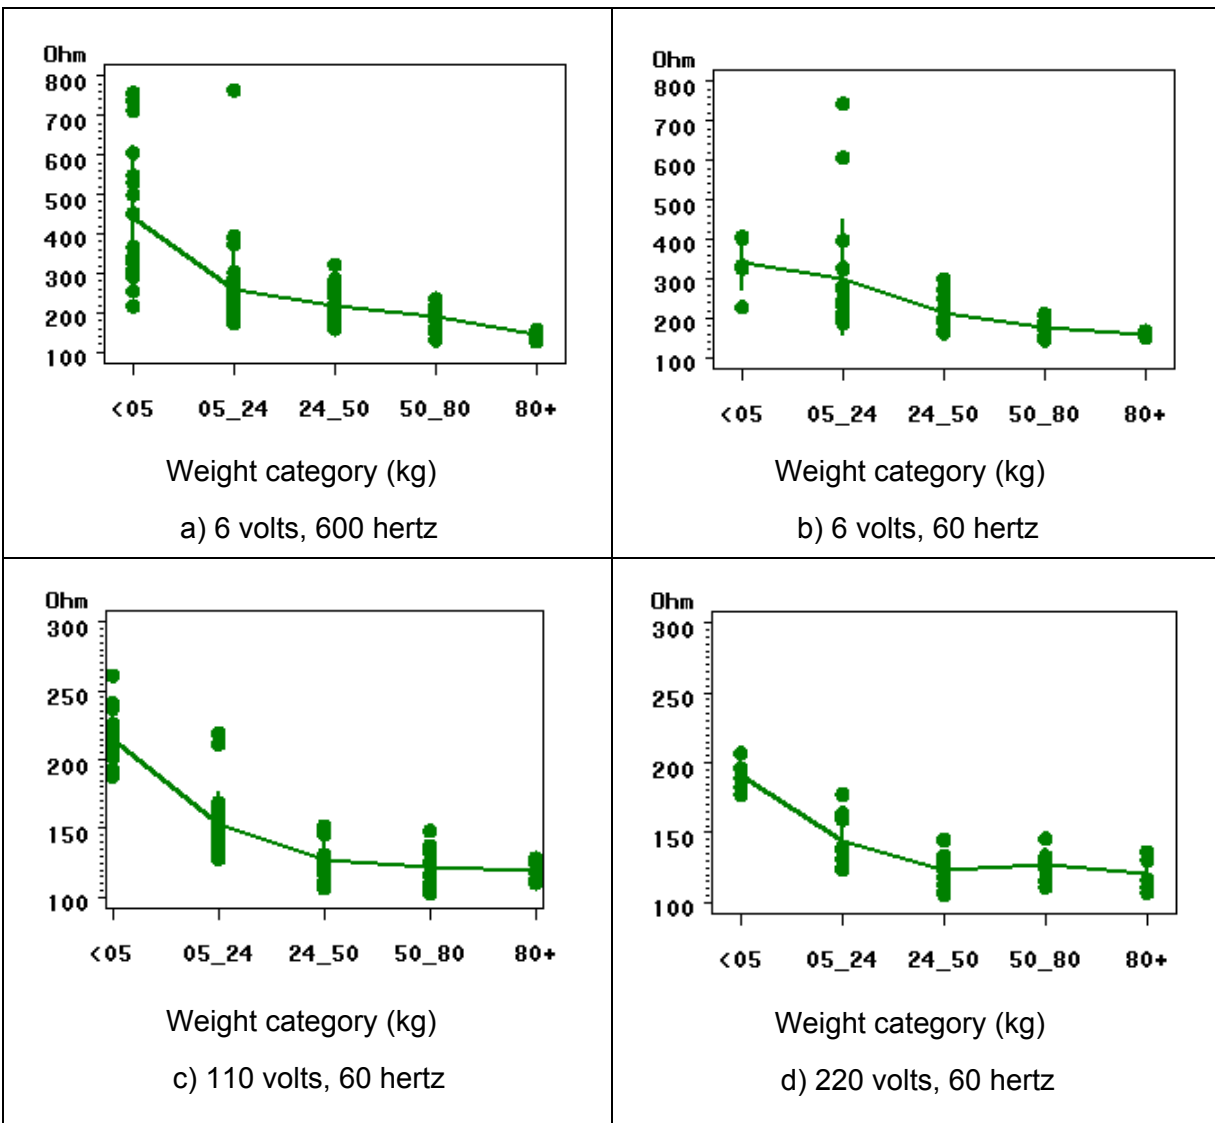 Ohm
800
700
600
500
400
300
200
100
<05 05_24 24_50 50_80 80+
Weight category (kg)
a) 6 volts, 600 hertz
Ohm
800
700
600
500
400
300
200
100
<05 05_24 24_50 50_80 80+
Weight category (kg)
b) 6 volts, 60 hertz
Ohm
300
250
200
150
100
<05 05_24 24_50 50_80 80+
Weight category (kg)
c) 110 volts, 60 hertz
Ohm
300
250
200
150
100
<05 05_24 24_50 50_80 80+
Weight category (kg)
d) 220 volts, 60 hertz